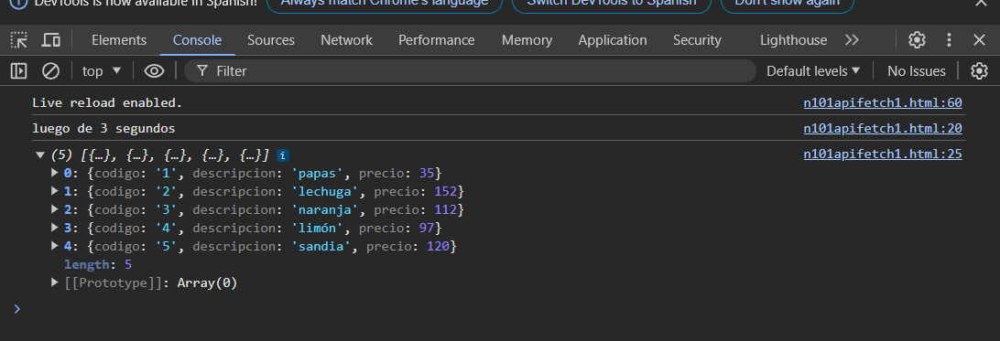 DevTools is now available in Spanish! Always match Chrome's language Switch DevTools to Spanish Don't show again
Elements Console Sources Network Performance Memory Application Security Lighthouse
top Filter Default levels No Issues
Live reload enabled. n101apifetch1.html:60
luego de 3 segundos n101apifetch1.html:20
(5) [{…}, {…}, {…}, {…}, {…}] i n101apifetch1.html:25
0: {codigo: '1', descripcion: 'papas', precio: 35}
1: {codigo: '2', descripcion: 'lechuga', precio: 152}
2: {codigo: '3', descripcion: 'naranja', precio: 112}
3: {codigo: '4', descripcion: 'limón', precio: 97}
4: {codigo: '5', descripcion: 'sandia', precio: 120}
length: 5
[[Prototype]]: Array(0)